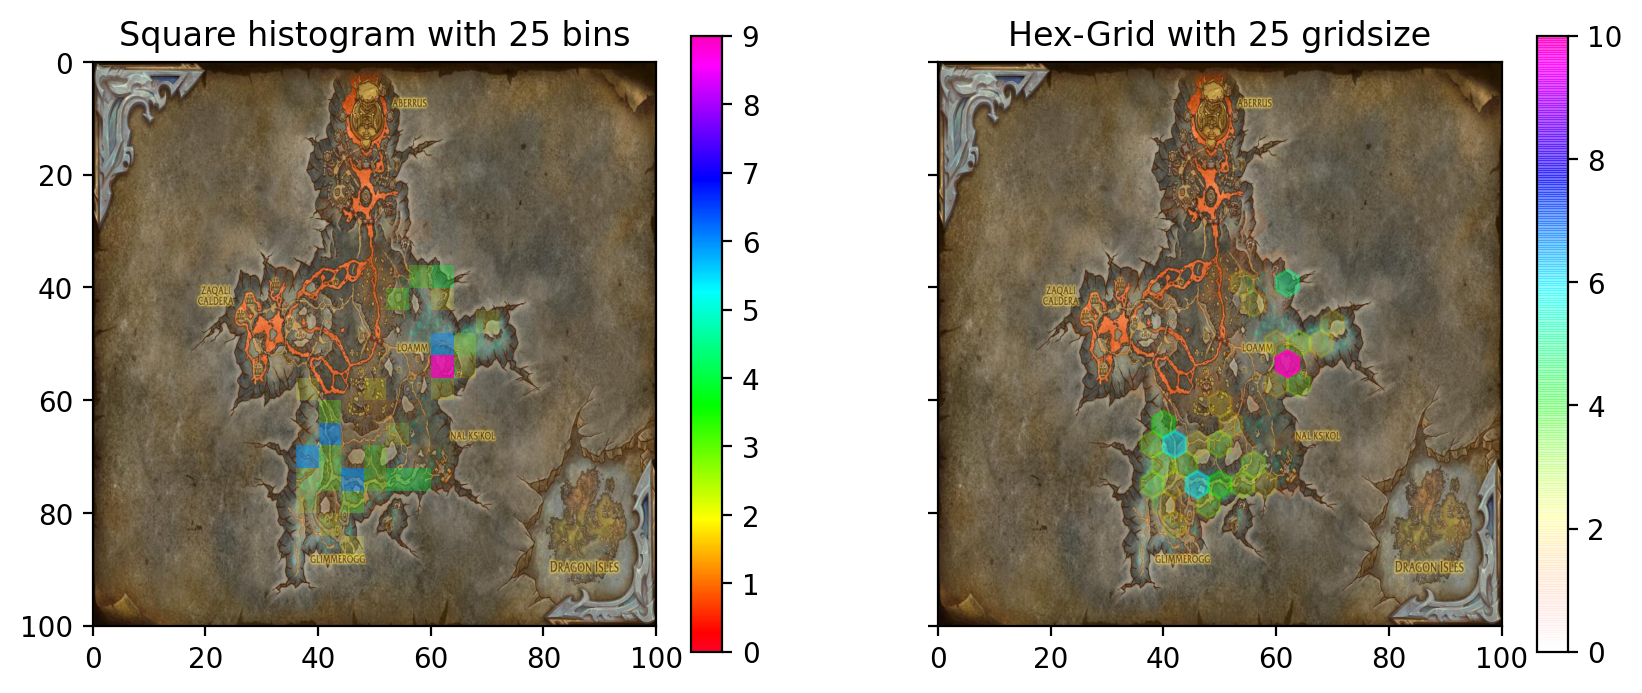 Square histogram with 25 bins
0
20
40
60
80
100
0 20 40 60 80 100
ABERRUS
ZAQALI
CALDERA
LOAMM
NAL KS'KOL
GLIMMEROGG
DRAGON ISLES
9
8
7
6
5
4
3
2
1
0
Hex-Grid with 25 gridsize
0 20 40 60 80 100
ABERRUS
ZAQALI
CALDERA
LOAMM
NAL KS'KOL
GLIMMEROGG
DRAGON ISLES
10
8
6
4
2
0